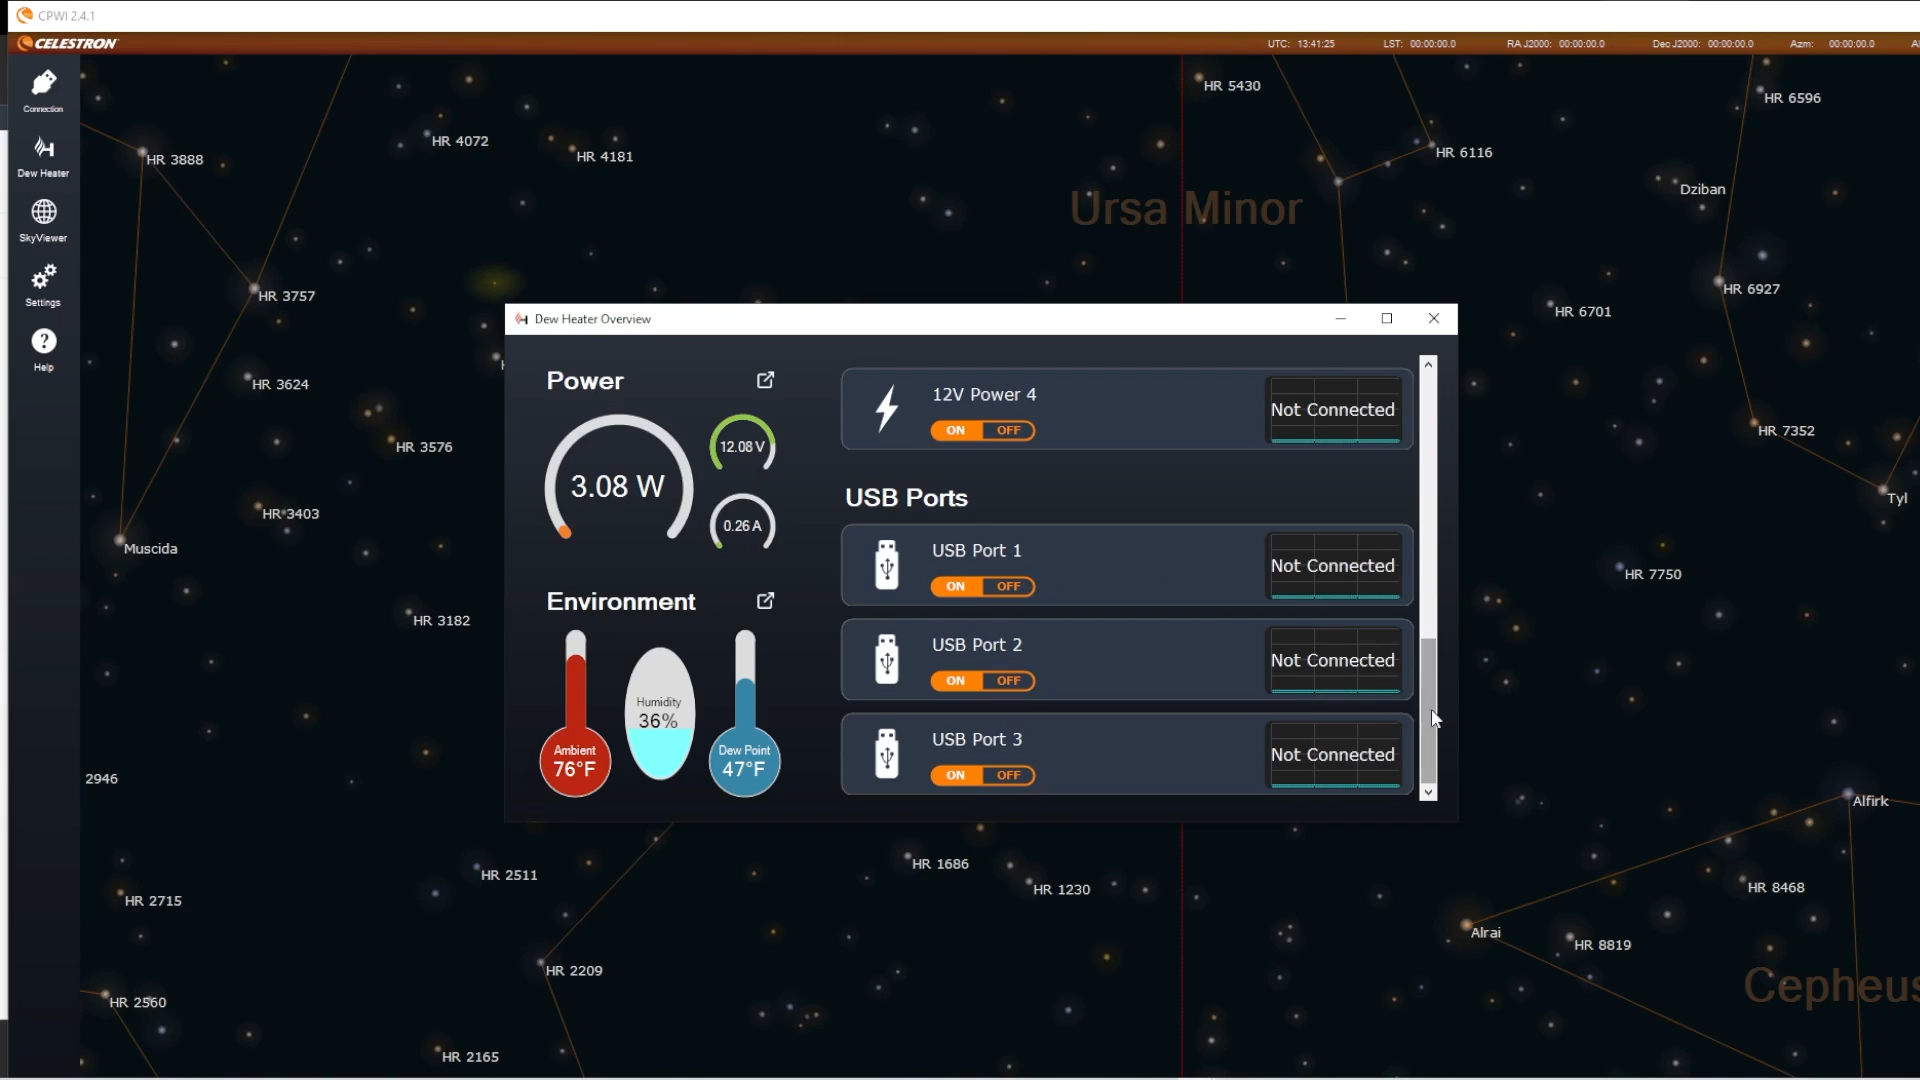 CPWI 2.4.1
CELESTRON
UTC: 13:41:25
LST: 00:00:00.0
RA J2000: 00:00:00.0
Dec J2000: 00:00:00.0
Azm: 00:00:00.0
Connection
Dew Heater
SkyViewer
Settings
Help
HR 5430
HR 6596
HR 4072
HR 4181
HR 3888
HR 6116
Dziban
Ursa Minor
HR 3757
HR 6927
HR 6701
HR 3624
HR 3576
HR 7352
Tyl
HR 3403
Muscida
HR 7750
HR 3182
2946
Alfirk
HR 1686
HR 2511
HR 1230
HR 8468
HR 2715
Alrai
HR 8819
HR 2209
Cepheus
HR 2560
HR 2165
Dew Heater Overview
Power
3.08 W
12.08 V
0.26 A
Environment
Ambient
76°F
Humidity
36%
Dew Point
47°F
12V Power 4
ON OFF
Not Connected
USB Ports
USB Port 1
ON OFF
Not Connected
USB Port 2
ON OFF
Not Connected
USB Port 3
ON OFF
Not Connected